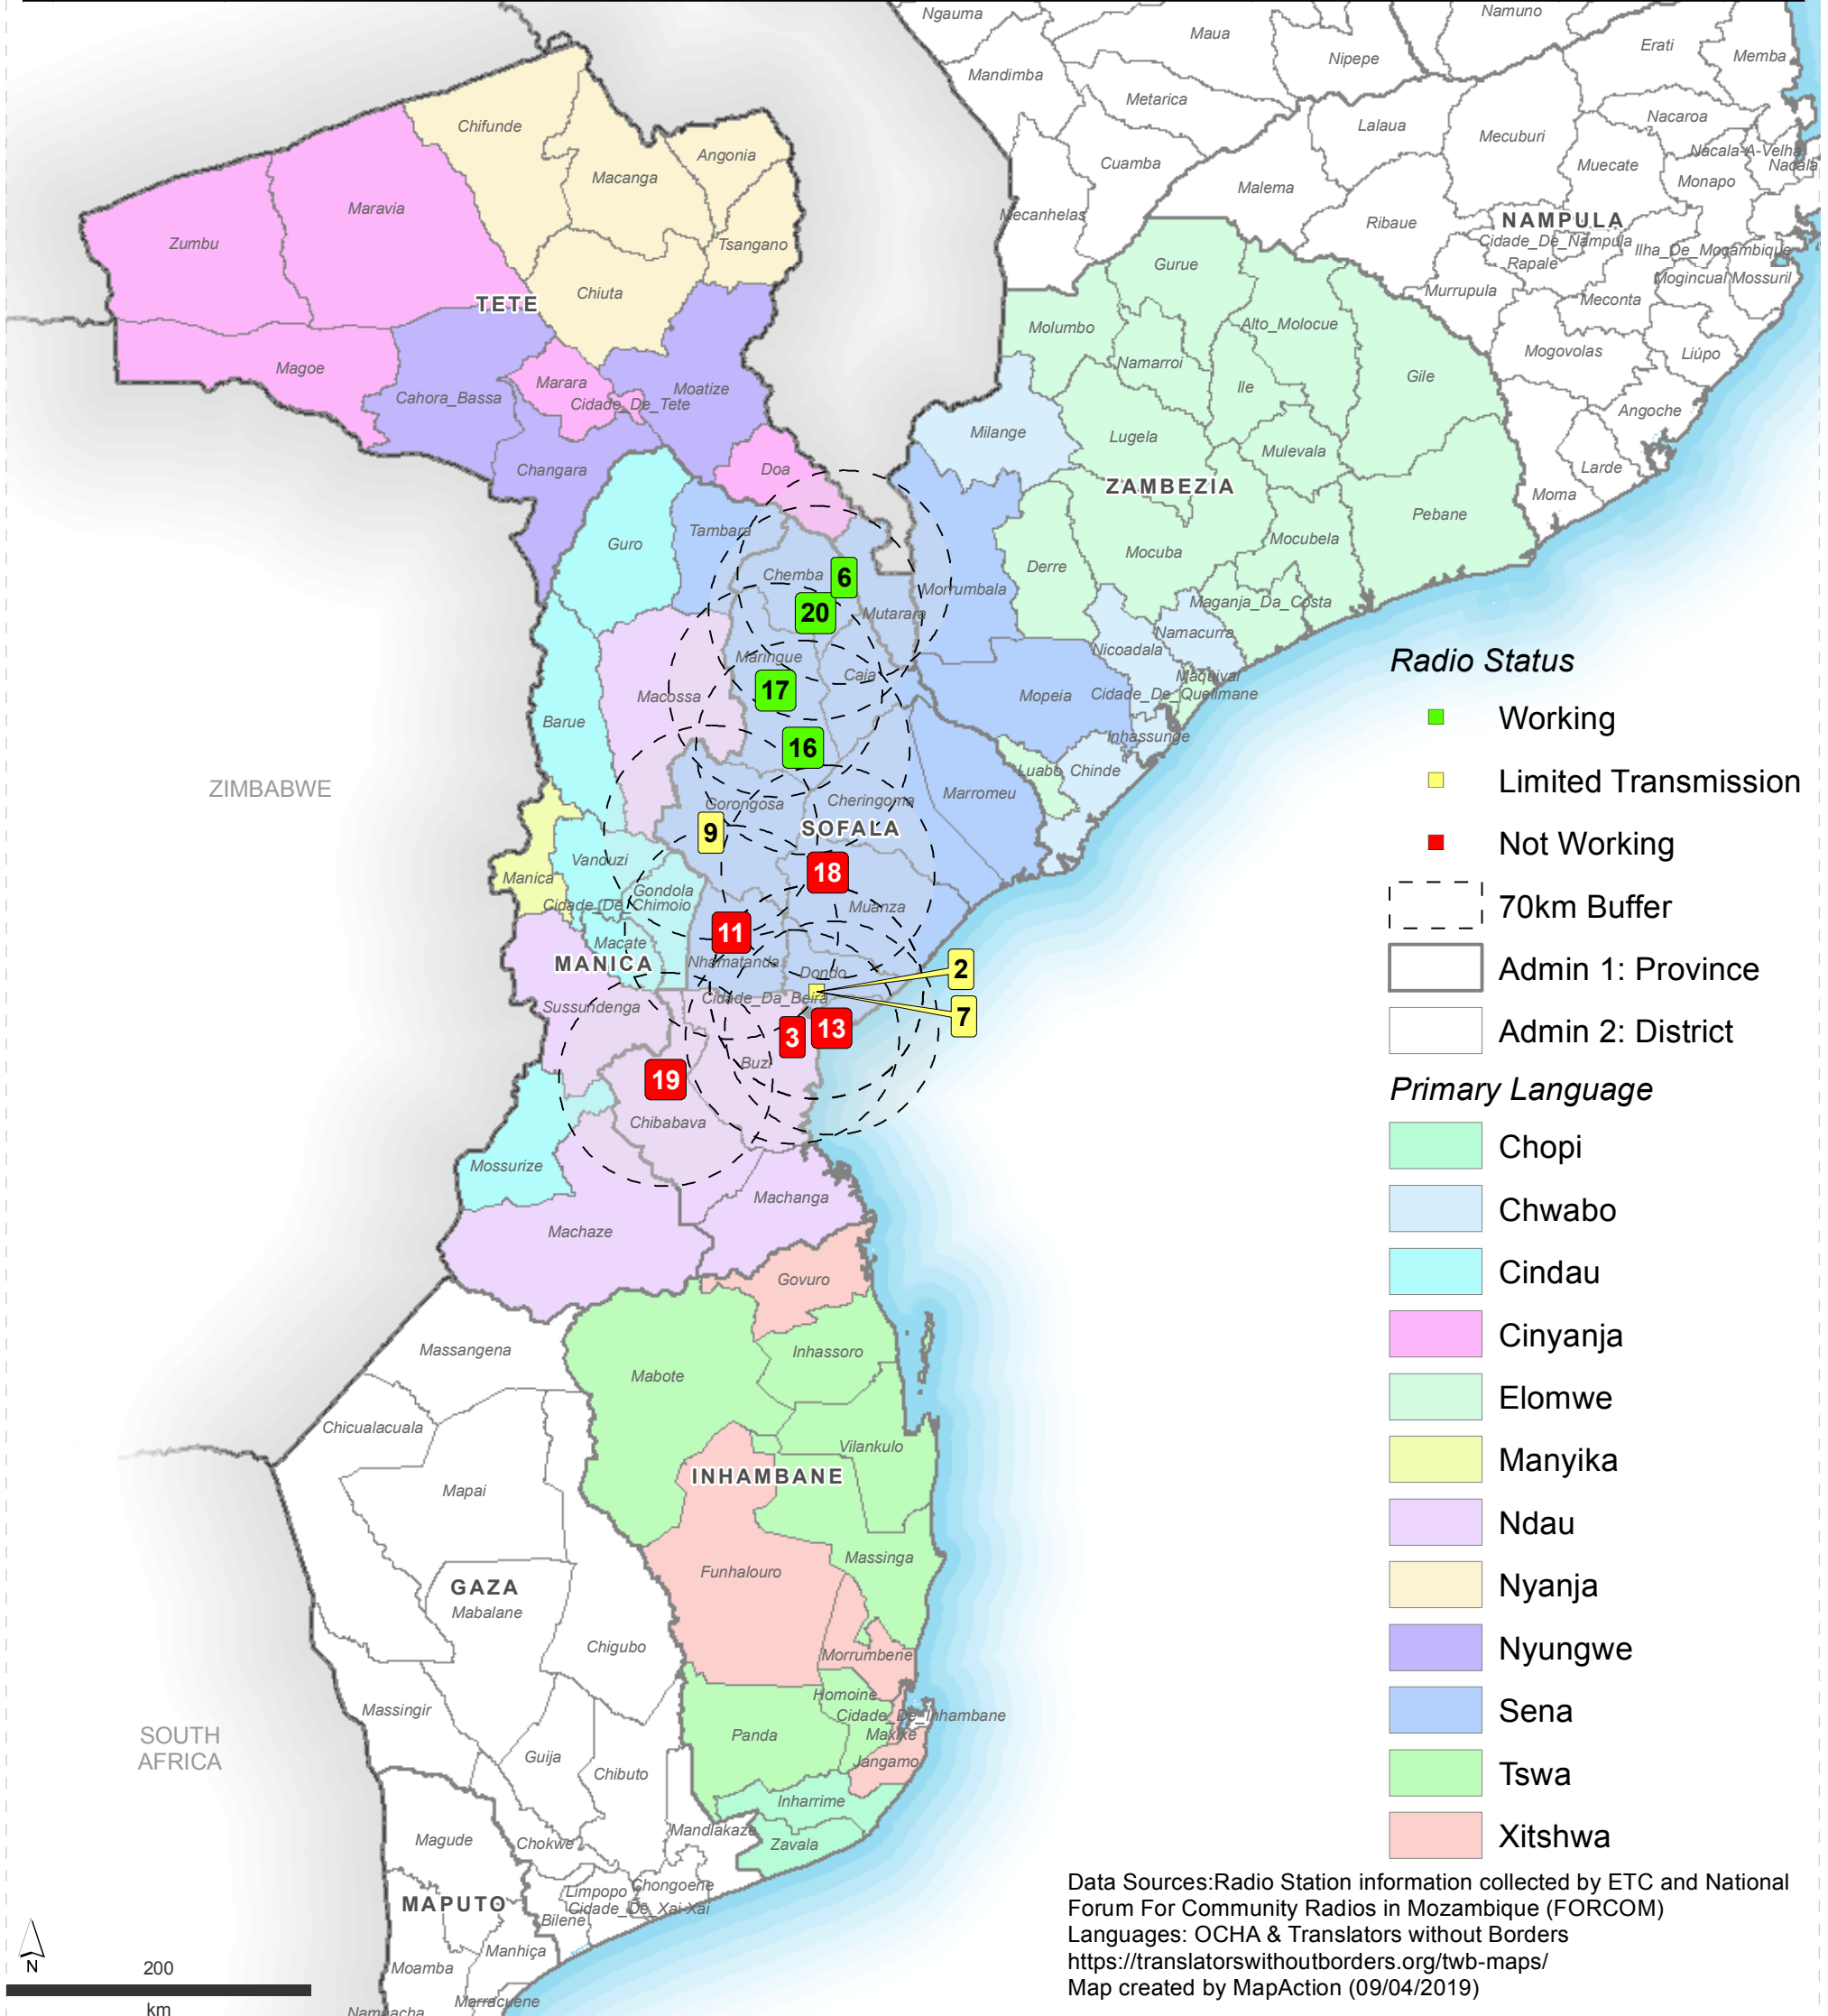 Ngauma
Namuno
Maua
Erati
Memba
Nipepe
Mandimba
Metarica
Nacaroa
Chifunde
Lalaua
Mecuburi
Angonia
Nacala-A-Velha
Cuamba
Muecate
Nacala
Macanga
Monapo
Malema
Maravia
Mecanhelas
Ribaue
NAMPULA
Zumbu
Tsangano
Cidade_De_Nampula
Ilha_De_Moçambique
Gurue
Rapale
Mogincual
Mossuril
Chiuta
Murrupula
Meconta
TETE
Molumbo
Alto_Molocue
Mogovolas
Liúpo
Namarroi
Magoe
Marara
Moatize
Ile
Gile
Cahora_Bassa
Cidade_De_Tete
Angoche
Milange
Lugela
Mulevala
Changara
Doa
Larde
ZAMBEZIA
Moma
Pebane
Tambara
Guro
Mocubela
Mocuba
Derre
Chemba
6
Morrumbala
Maganja_Da_Costa
20
Mutarara
Namacurra
Nicoadala
Maringue
Radio Status
Caia
Maquival
17
Macossa
Mopeia
Cidade_De_Quelimane
Working
Barue
Inhassunge
16
Luabo
Chinde
Limited Transmission
ZIMBABWE
Marromeu
Gorongosa
Cheringoma
9
SOFALA
Not Working
Vanduzi
18
Manica
Gondola
Cidade_De_Chimoio
Muanza
70km Buffer
11
Macate
MANICA
Nhamatanda
Dondo
2
Admin 1: Province
Cidade_Da_Beira
Sussundenga
7
3
13
Admin 2: District
Buzi
19
Primary Language
Chibababva
Chopi
Mossurize
Machanga
Chwabo
Machaze
Cindau
Govuro
Cinyanja
Massangena
Inhassoro
Mabote
Elomwe
Chicualacuala
Vilankulo
Manyika
INHAMBANE
Mapai
Ndau
Massinga
Funhalouro
GAZA
Nyanja
Mabalane
Chigubo
Morrumbene
Nyungwe
Homoine
Massingir
Cidade_De_Inhambane
Sena
SOUTH
AFRICA
Panda
Maxixe
Guija
Jangamo
Chibuto
Tswa
Inharrime
Mandlakaze
Magude
Chokwe
Zavala
Xitshwa
Chongoene
Limpopo
Data Sources:Radio Station information collected by ETC and National
Forum For Community Radios in Mozambique (FORCOM)
Languages: OCHA & Translators without Borders
https://translatorswithoutborders.org/twb-maps/
Map created by MapAction (09/04/2019)
MAPUTO
Cidade_De_Xai-Xai
Bilene
Manhiça
N
200
Moamba
Marracuene
km
Namaacha